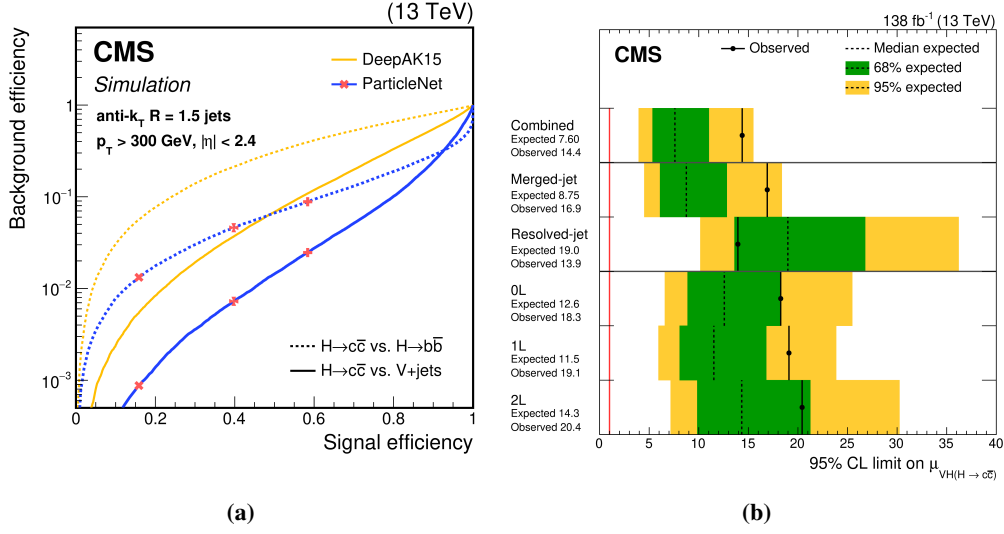 (13 TeV)
Background efficiency
CMS
Simulation
anti-k_T R = 1.5 jets
p_T > 300 GeV, |η| < 2.4
DeepAK15
ParticleNet
1
10⁻¹
10⁻²
10⁻³
H→cc̅ vs. H→bb̅
H→cc̅ vs. V+jets
0 0.2 0.4 0.6 0.8 1
Signal efficiency
(a)
138 fb⁻¹ (13 TeV)
CMS
Observed
Median expected
68% expected
95% expected
Combined
Expected 7.60
Observed 14.4
Merged-jet
Expected 8.75
Observed 16.9
Resolved-jet
Expected 19.0
Observed 13.9
0L
Expected 12.6
Observed 18.3
1L
Expected 11.5
Observed 19.1
2L
Expected 14.3
Observed 20.4
0 5 10 15 20 25 30 35 40
95% CL limit on μ_VH(H → cc̅)
(b)